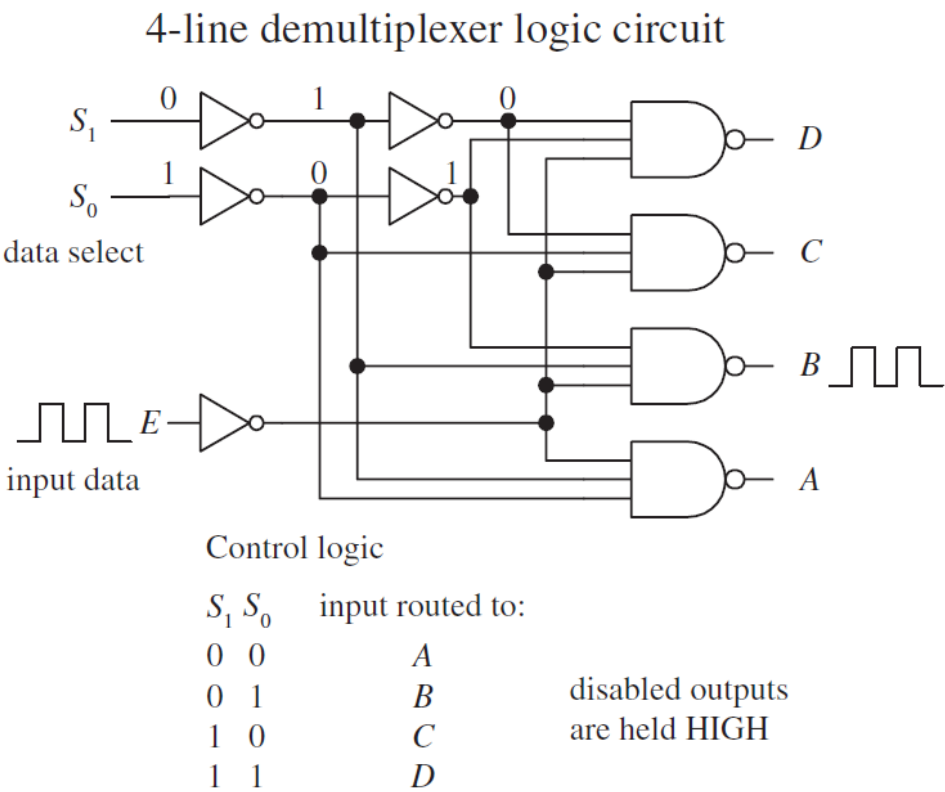 4-line demultiplexer logic circuit
0 1 0
S₁ D
1 0 1
S₀
data select C
B
E
input data A
Control logic
S₁ S₀ input routed to:
0 0 A
0 1 B disabled outputs
1 0 C are held HIGH
1 1 D